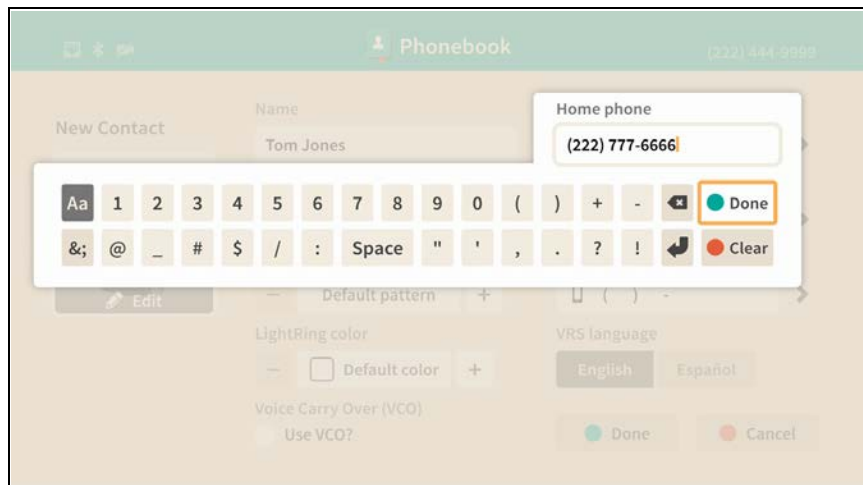 Phonebook
(222) 444-9999
New Contact
Name
Tom Jones
Home phone
(222) 777-6666
Aa 1 2 3 4 5 6 7 8 9 0 ( ) + - Done
&; @ _ # $ / : Space " ' , . ? ! Clear
Edit
− Default pattern +
( ) -
LightRing color
− Default color +
VRS language
English Español
Voice Carry Over (VCO)
Use VCO?
Done Cancel